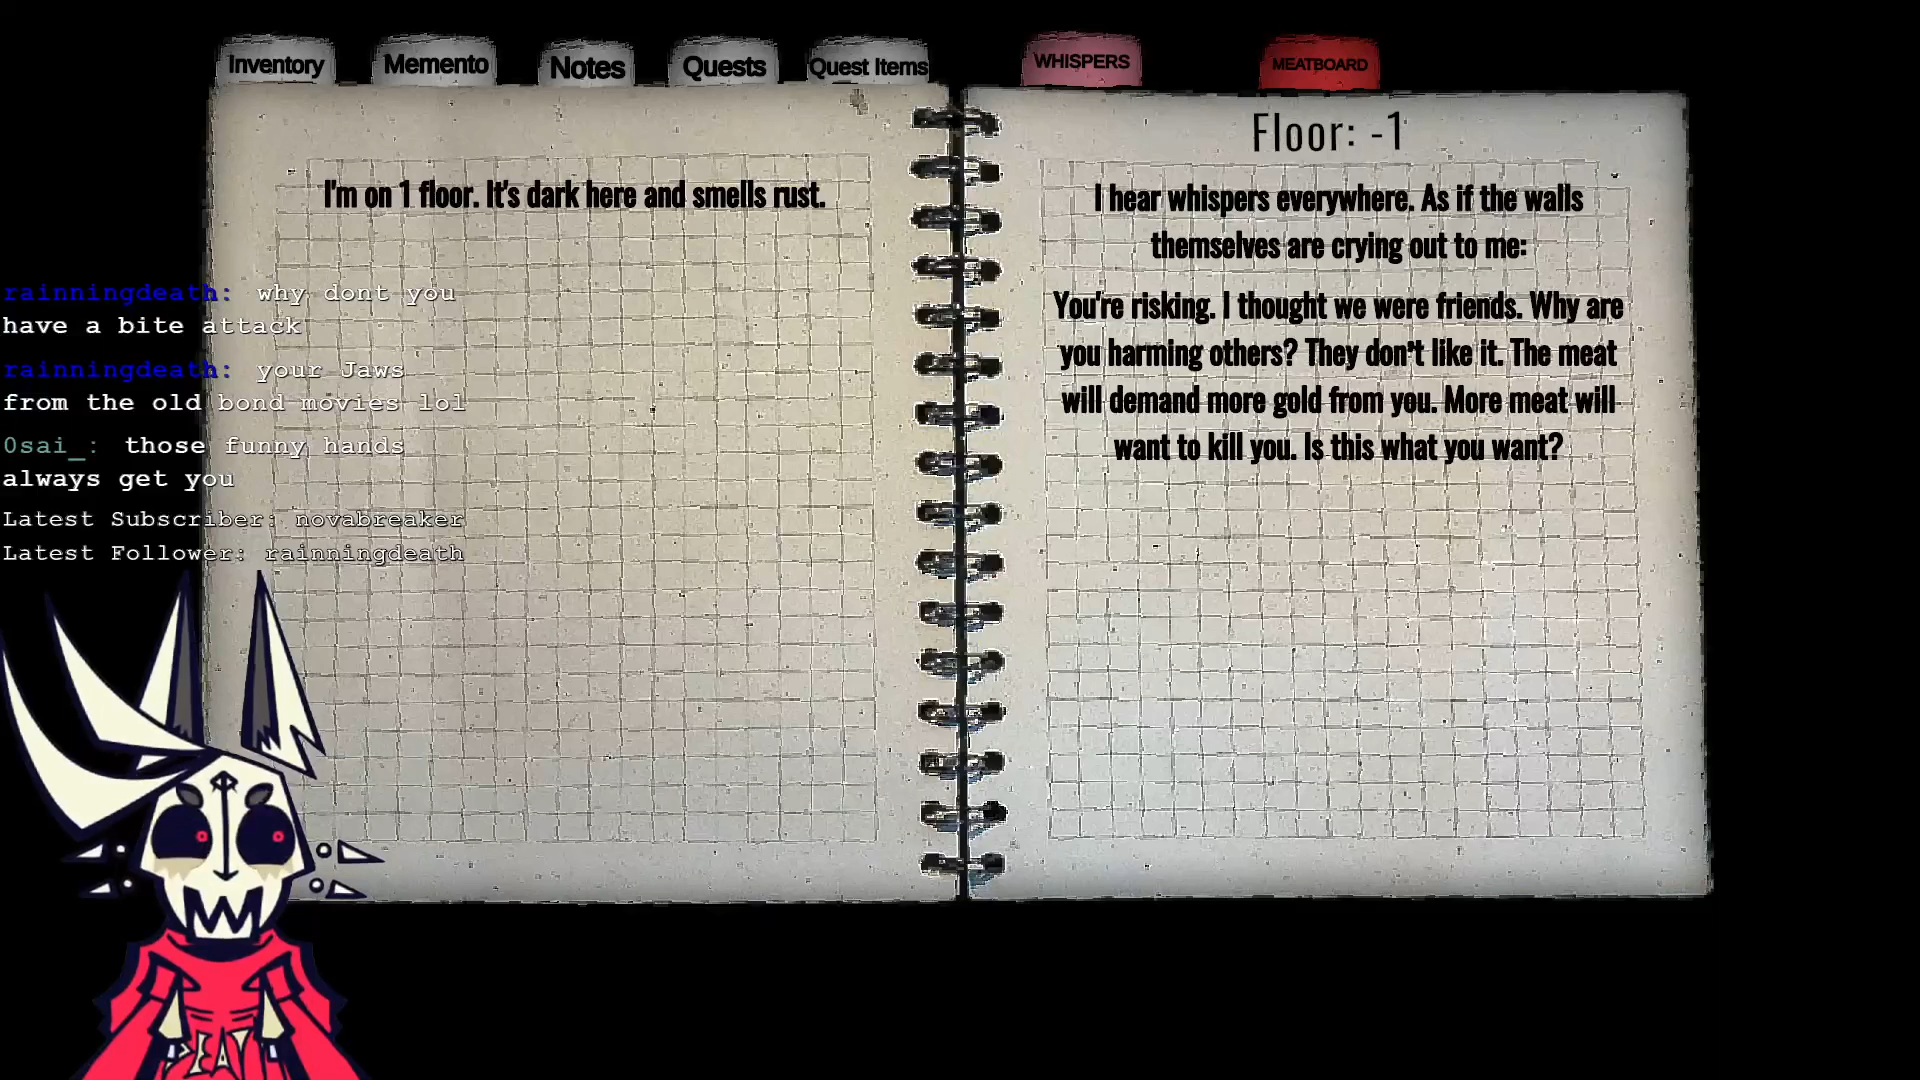 Inventory
Memento
Notes
Quests
Quest Items
WHISPERS
MEATBOARD
I'm on 1 floor. It's dark here and smells rust.
Floor: -1
I hear whispers everywhere. As if the walls
themselves are crying out to me:
You're risking. I thought we were friends. Why are
you harming others? They don't like it. The meat
will demand more gold from you. More meat will
want to kill you. Is this what you want?
rainningdeath: why dont you
have a bite attack
rainningdeath: your Jaws
from the old bond movies lol
0sai_: those funny hands
always get you
Latest Subscriber: novabreaker
Latest Follower: rainningdeath